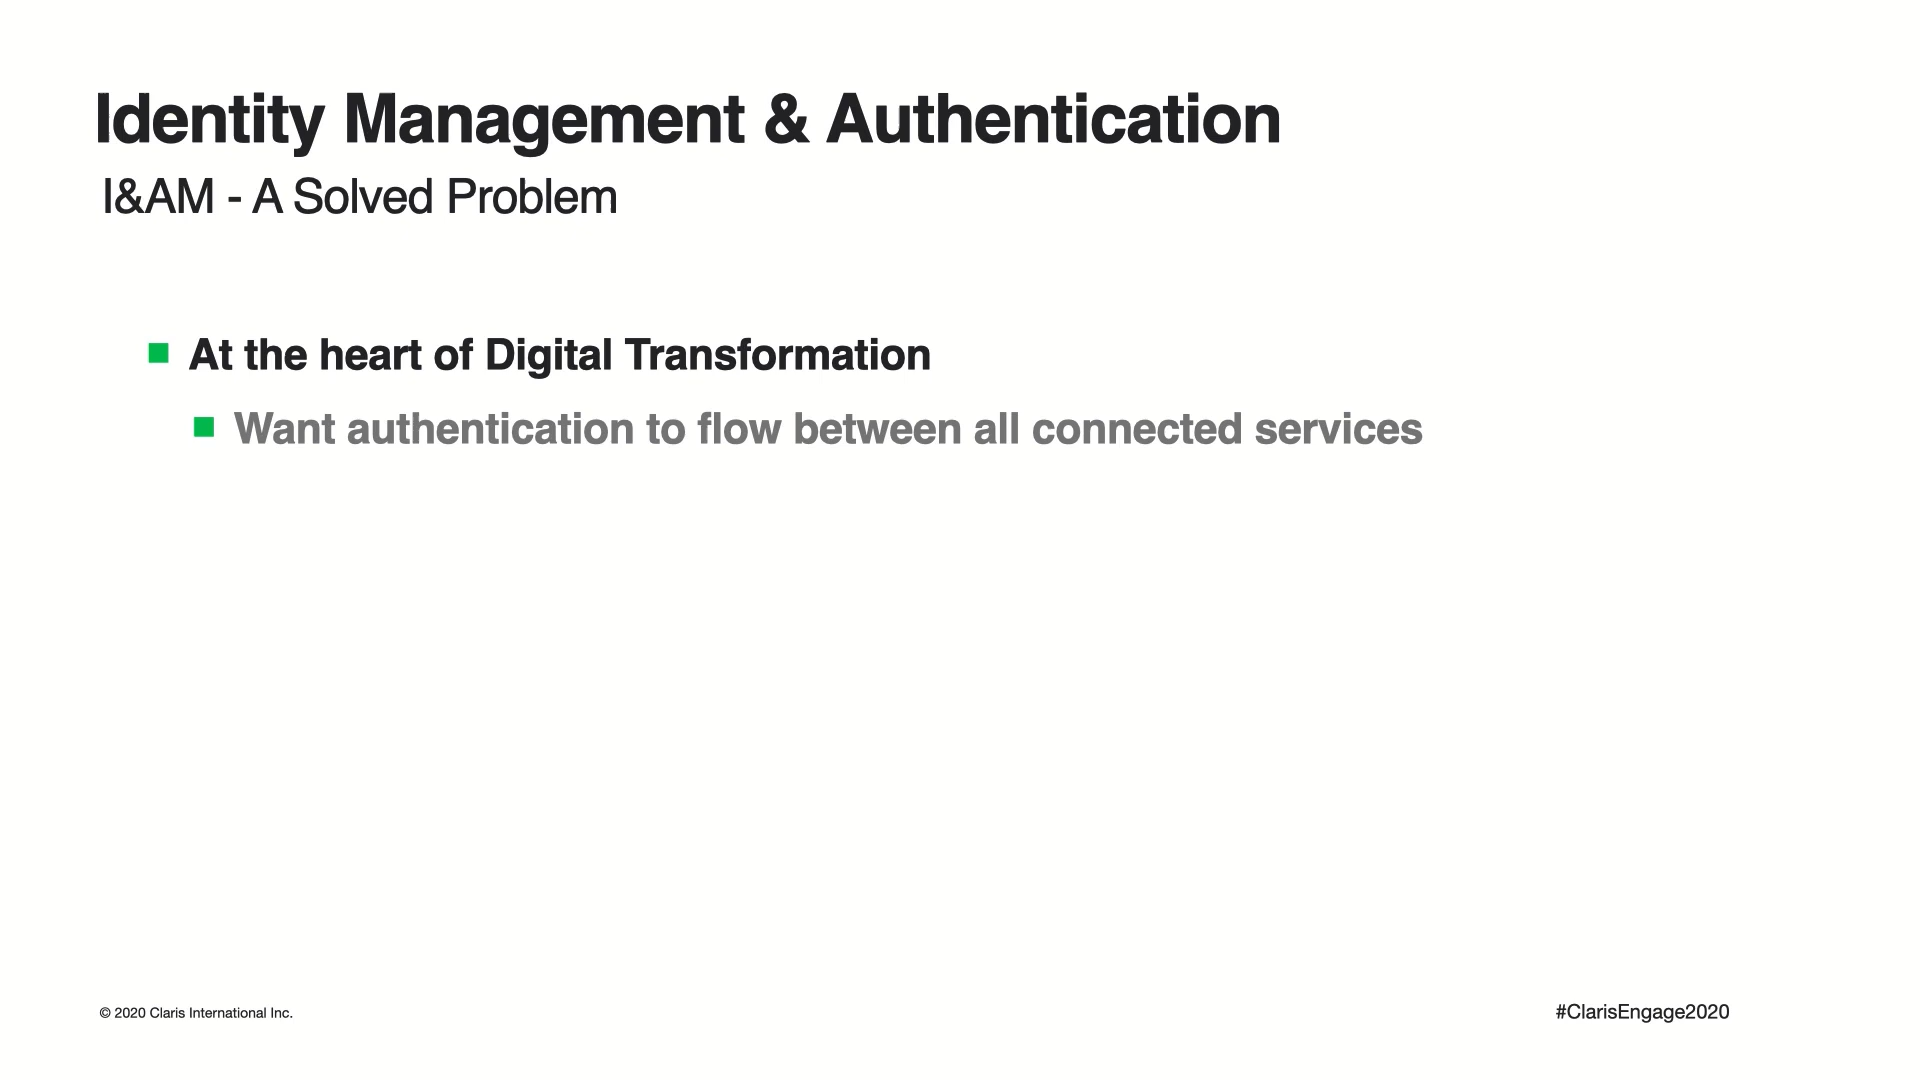 Identity Management & Authentication
I&AM - A Solved Problem
At the heart of Digital Transformation
Want authentication to flow between all connected services
© 2020 Claris International Inc.
#ClarisEngage2020